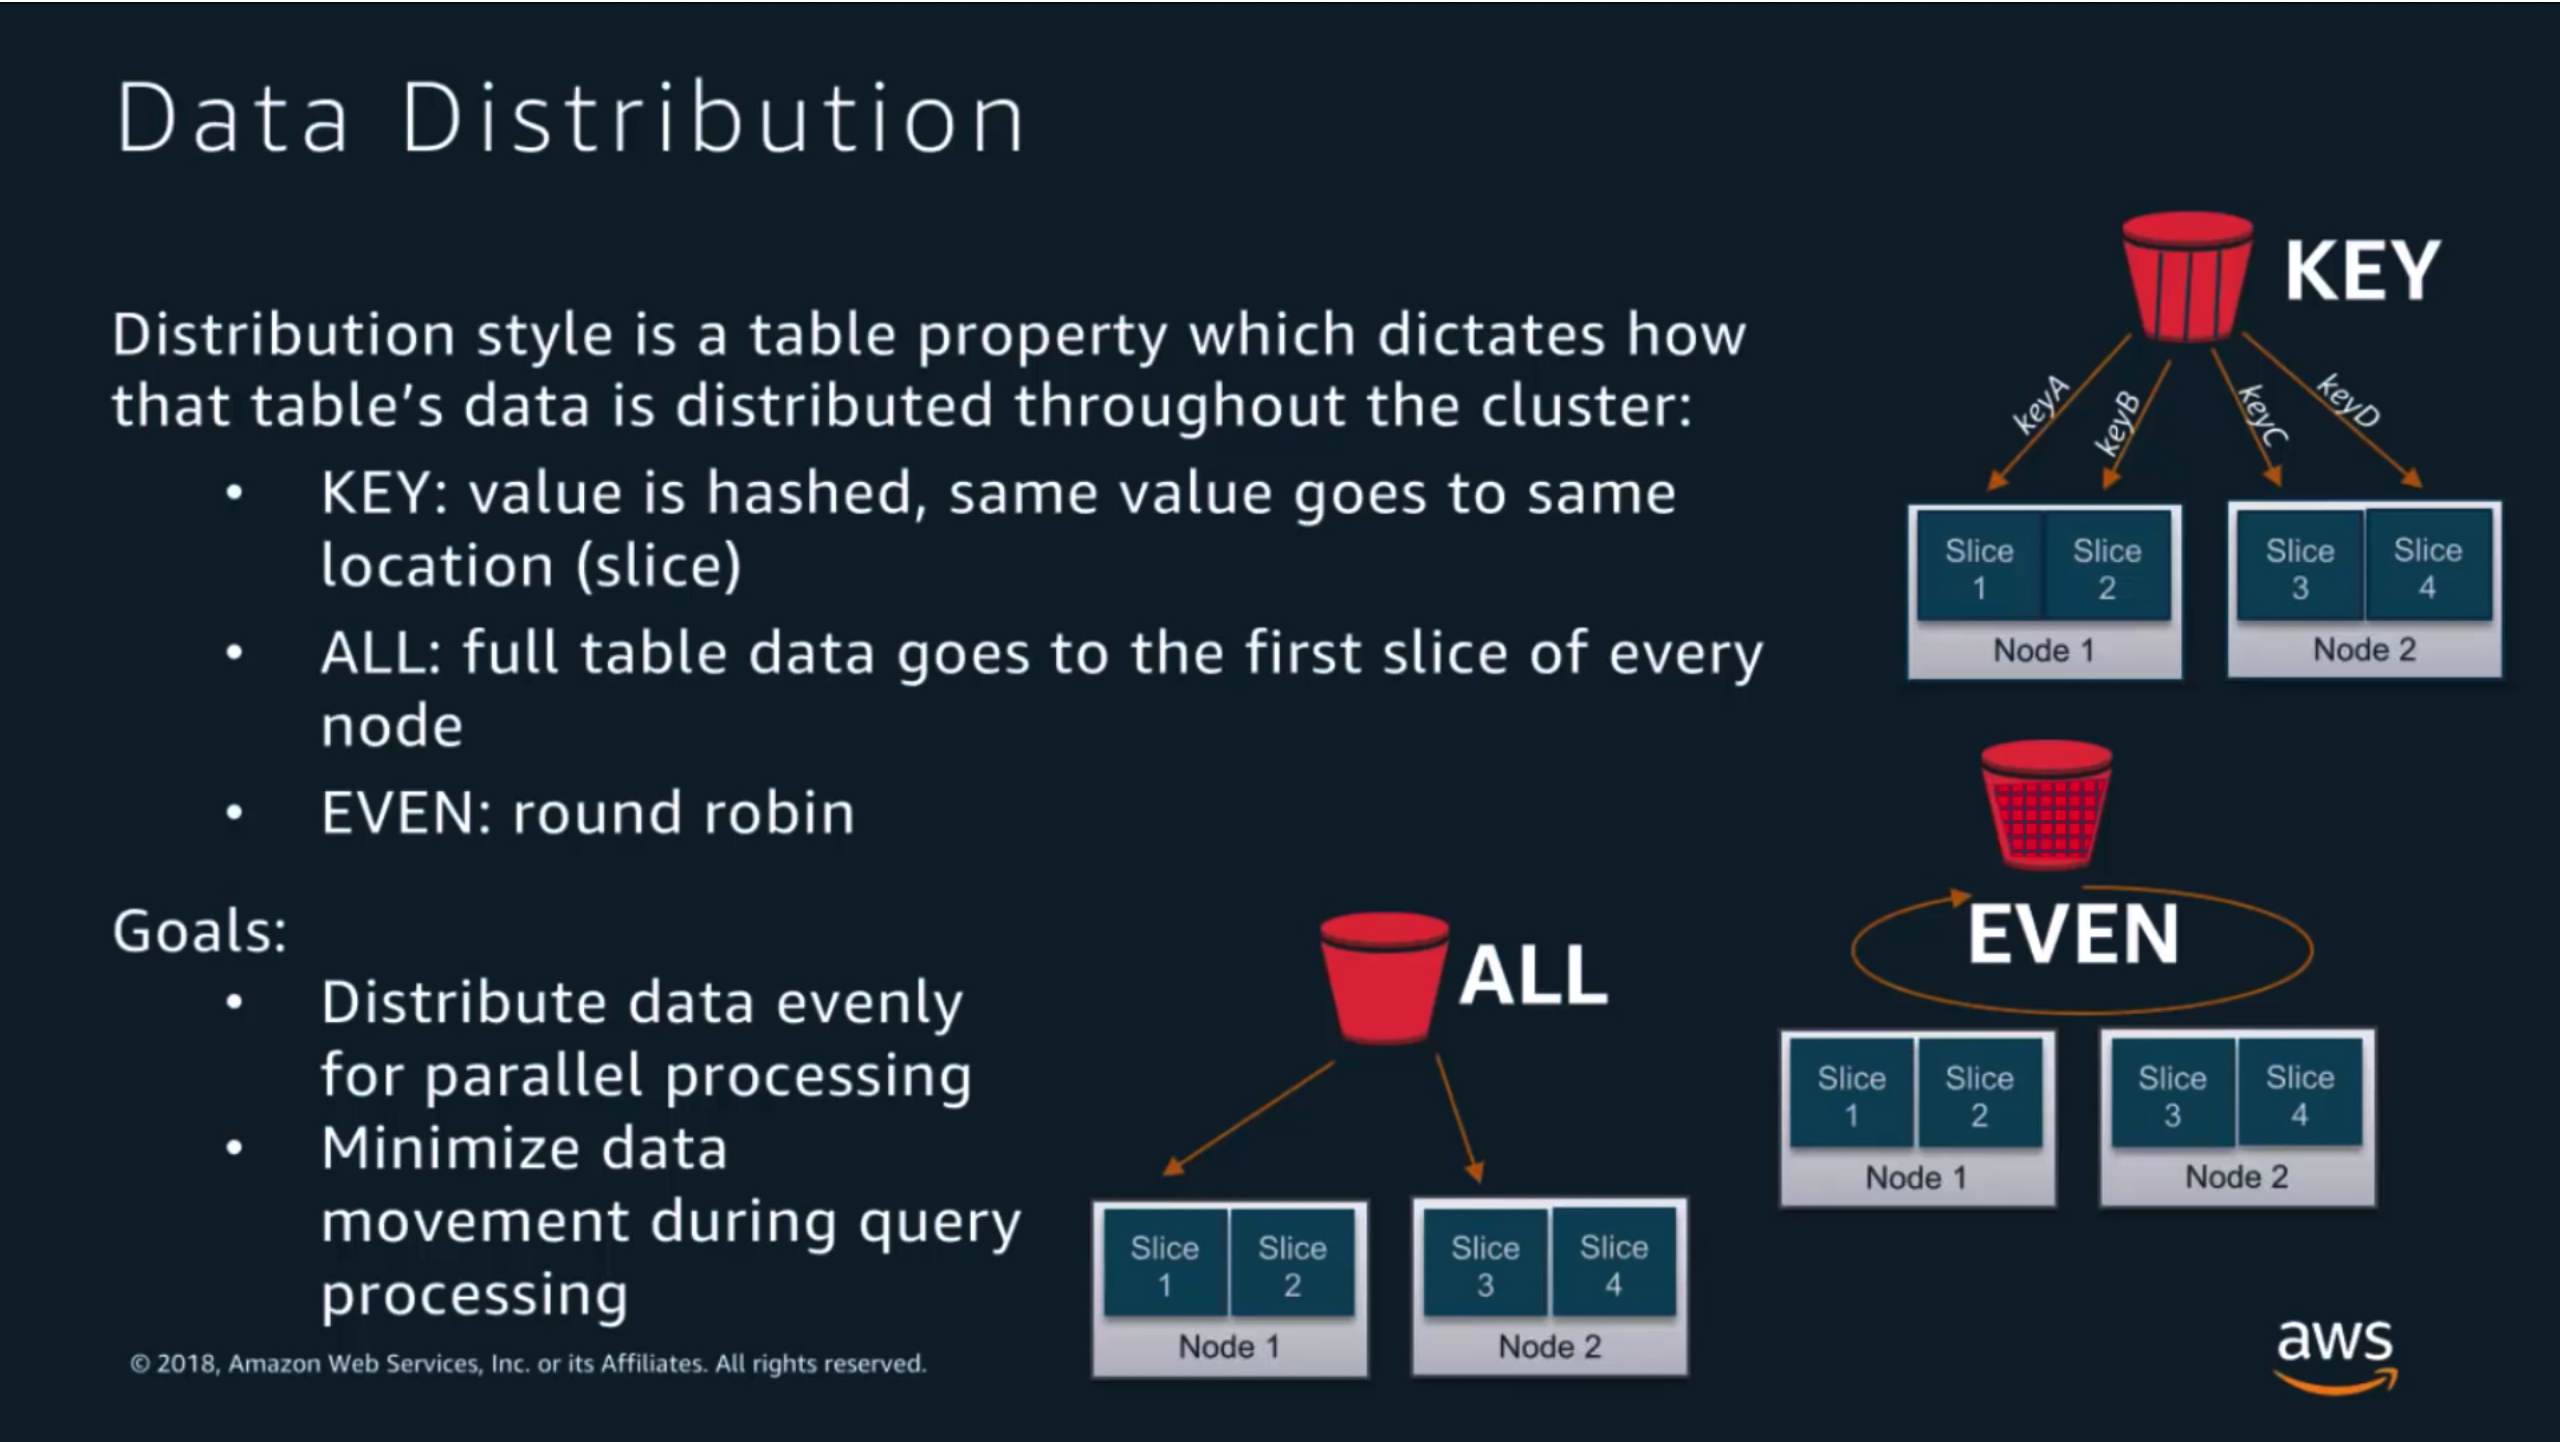 Data Distribution
Distribution style is a table property which dictates how
that table’s data is distributed throughout the cluster:
• KEY: value is hashed, same value goes to same
location (slice)
• ALL: full table data goes to the first slice of every
node
• EVEN: round robin
Goals:
• Distribute data evenly
for parallel processing
• Minimize data
movement during query
processing
© 2018, Amazon Web Services, Inc. or its Affiliates. All rights reserved.
KEY
keyA
keyB
keyC
keyD
Slice
1
Slice
2
Node 1
Slice
3
Slice
4
Node 2
ALL
Slice
1
Slice
2
Node 1
Slice
3
Slice
4
Node 2
EVEN
Slice
1
Slice
2
Node 1
Slice
3
Slice
4
Node 2
aws